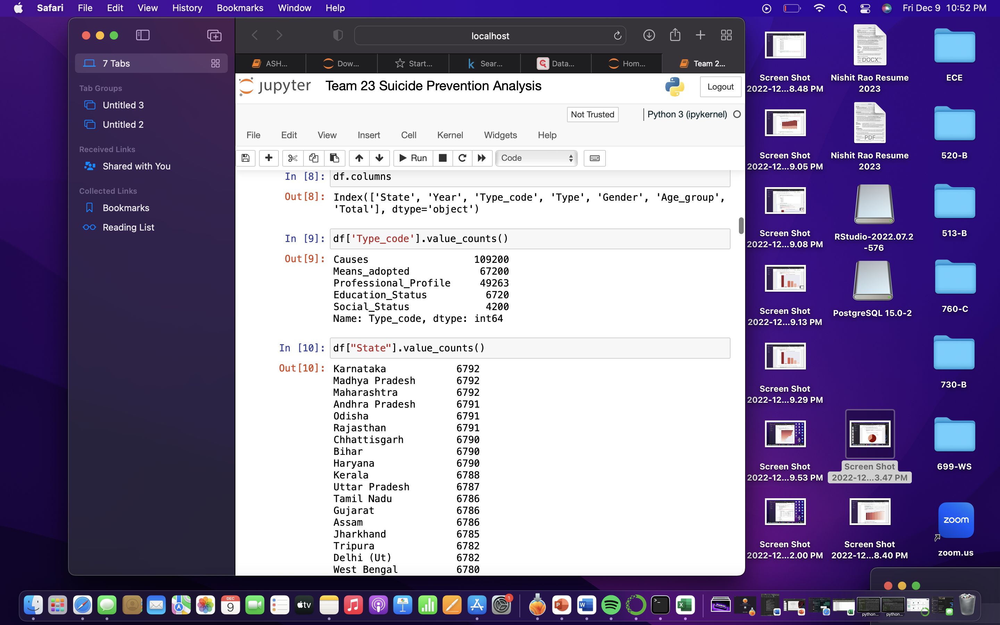 Safari File Edit View History Bookmarks Window Help
Fri Dec 9 10:52 PM
7 Tabs
Tab Groups
Untitled 3
Untitled 2
Received Links
Shared with You
Collected Links
Bookmarks
Reading List
localhost
ASH... Dow... Start... Sear... Data... Hom... Team 2...
jupyter Team 23 Suicide Prevention Analysis
Logout
Not Trusted
Python 3 (ipykernel)
File Edit View Insert Cell Kernel Widgets Help
Run Code
In [8]: df.columns
Out[8]: Index(['State', 'Year', 'Type_code', 'Type', 'Gender', 'Age_group',
'Total'], dtype='object')
In [9]: df['Type_code'].value_counts()
Out[9]: Causes 109200
Means_adopted 67200
Professional_Profile 49263
Education_Status 6720
Social_Status 4200
Name: Type_code, dtype: int64
In [10]: df["State"].value_counts()
Out[10]: Karnataka 6792
Madhya Pradesh 6792
Maharashtra 6792
Andhra Pradesh 6791
Odisha 6791
Rajasthan 6791
Chhattisgarh 6790
Bihar 6790
Haryana 6790
Kerala 6788
Uttar Pradesh 6787
Tamil Nadu 6786
Gujarat 6786
Assam 6786
Jharkhand 6785
Tripura 6782
Delhi (Ut) 6782
West Bengal 6780
Screen Shot
2022-12...8.48 PM
DOCX
Nishit Rao Resume
2023
ECE
Screen Shot
2022-12...9.05 PM
PDF
Nishit Rao Resume
2023
520-B
Screen Shot
2022-12...9.08 PM
RStudio-2022.07.2
-576
513-B
Screen Shot
2022-12...9.13 PM
PostgreSQL 15.0-2
760-C
Screen Shot
2022-12...9.29 PM
730-B
Screen Shot
2022-12...9.53 PM
Screen Shot
2022-12...3.47 PM
699-WS
Screen Shot
2022-12...2.00 PM
Screen Shot
2022-12...8.40 PM
zoom
zoom.us
DEC
9
tv
1
P
W
>_
X
python...
python...